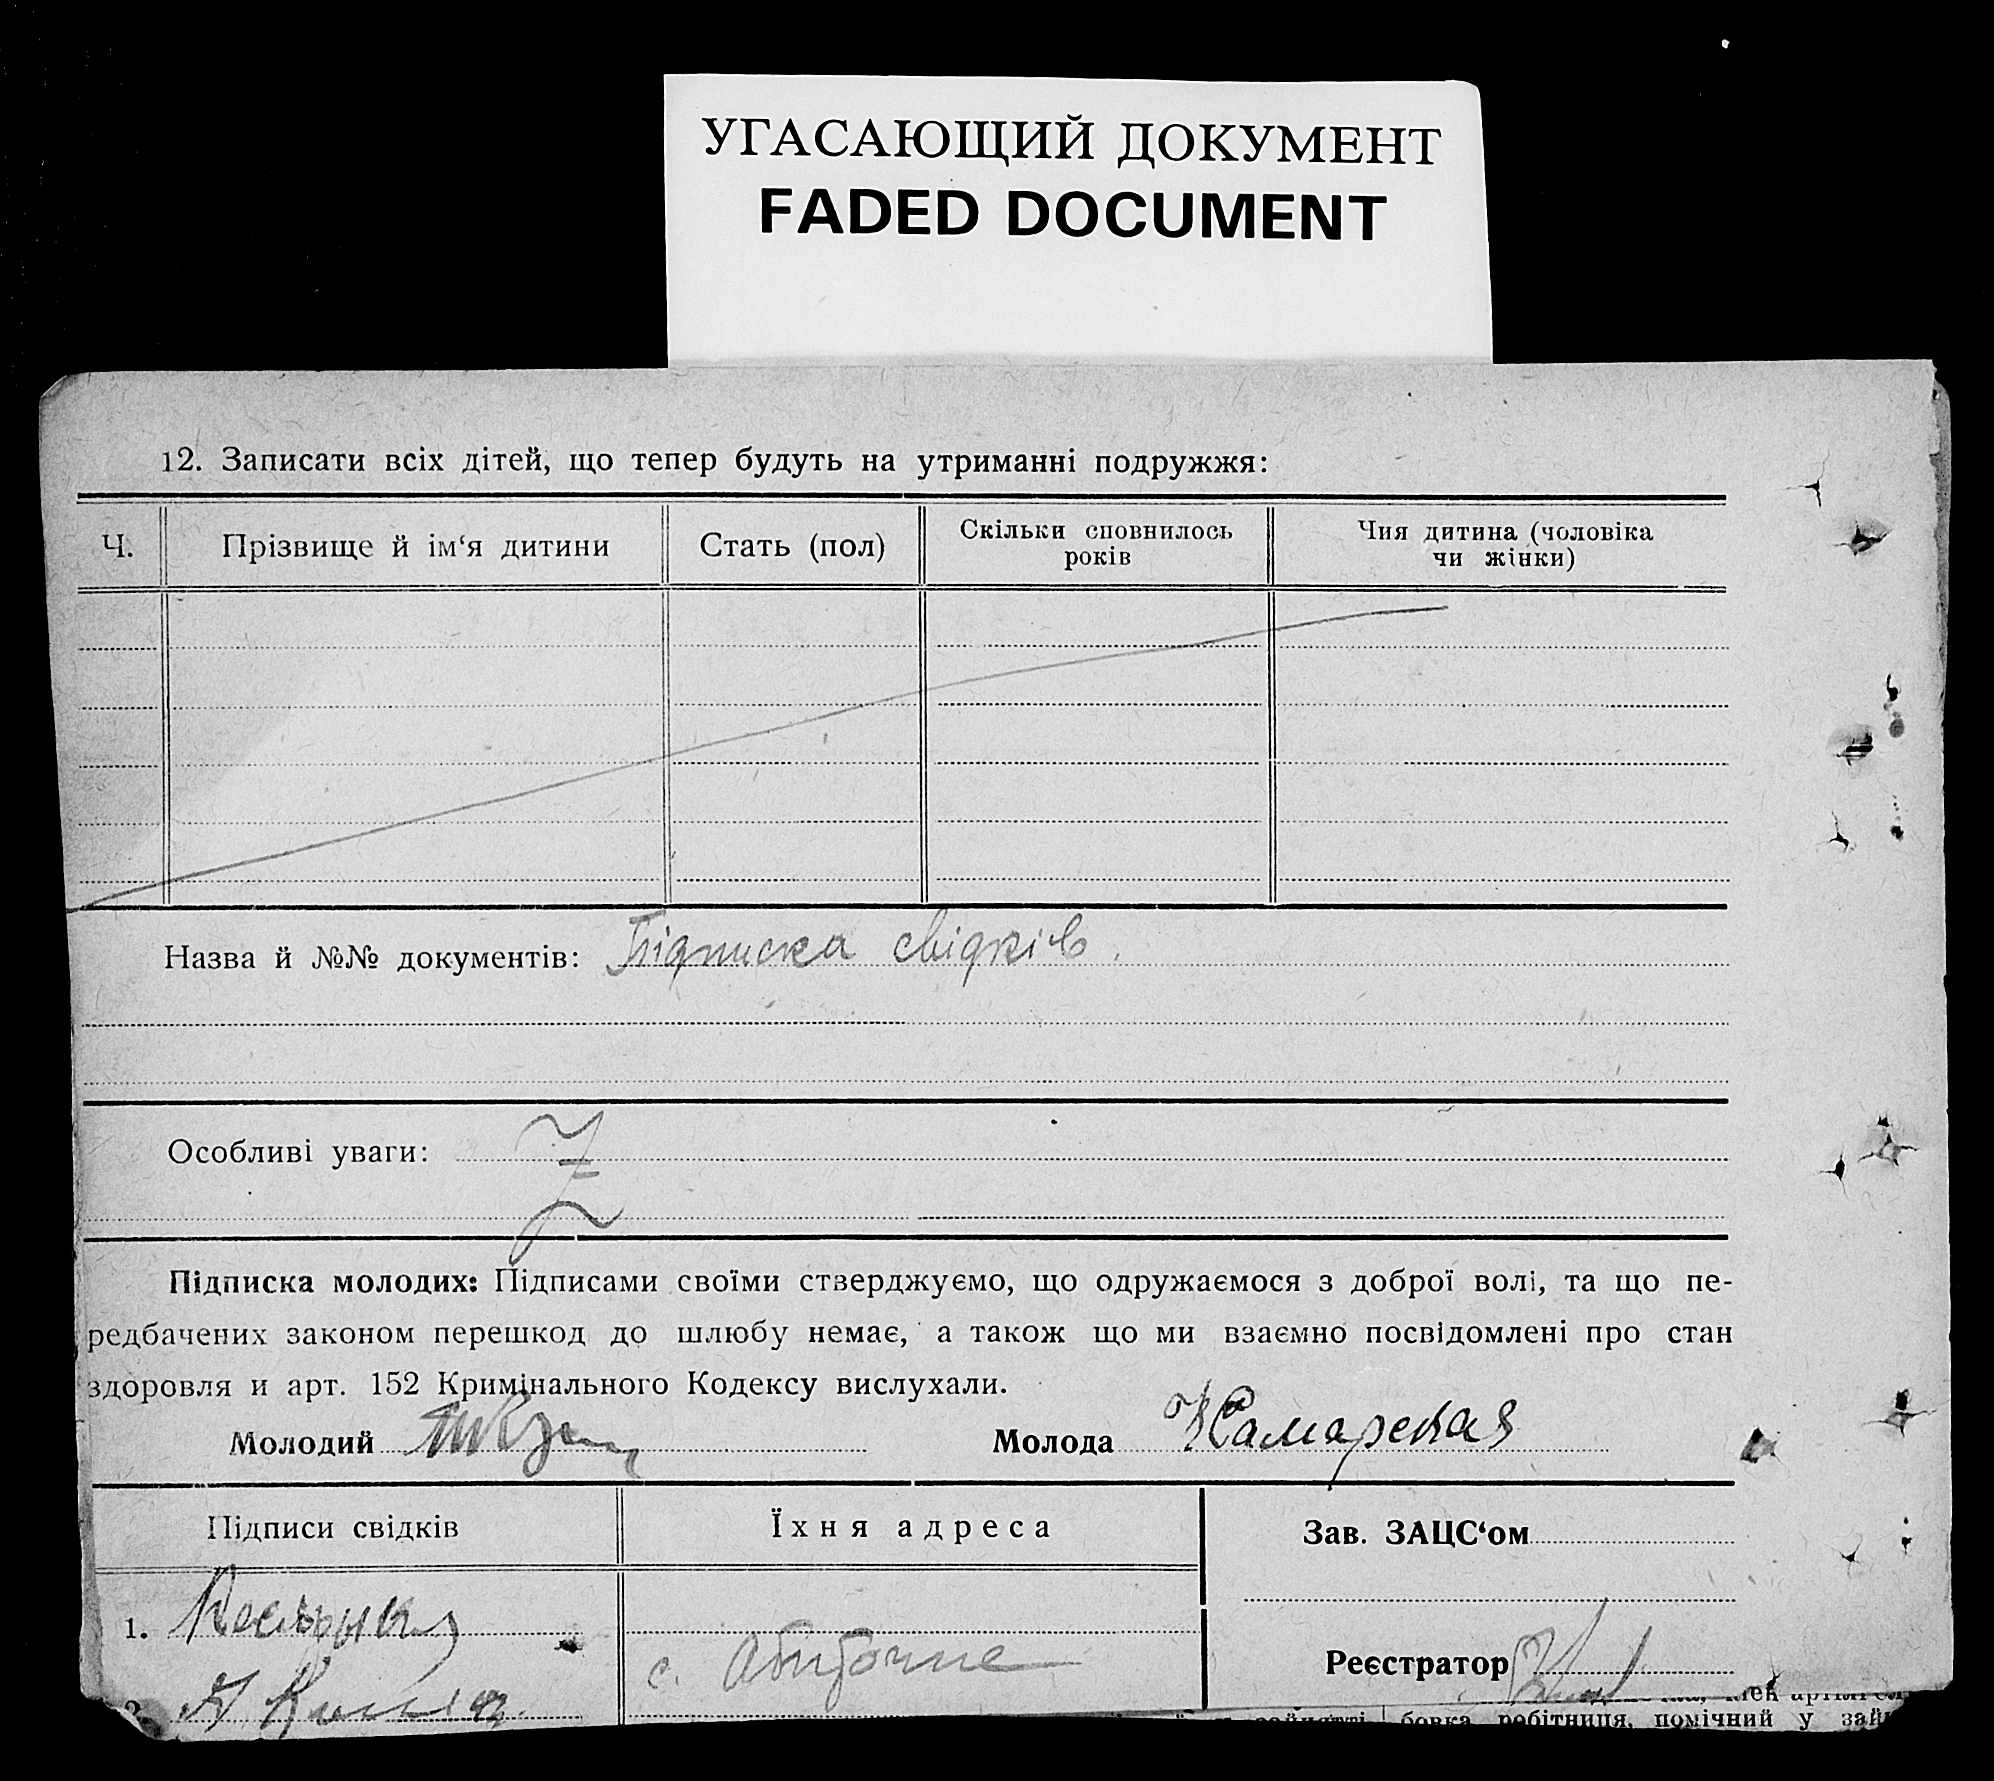 УГАСАЮЩИЙ ДОКУМЕНТ
FADED DOCUMENT
12. Записати всіх дітей, що тепер будуть на утриманні подружжя:
Ч. Прізвище й ім‘я дитини Стать (пол) Скільки сповнилось років Чия дитина (чоловіка чи жінки)
Назва й №№ документів: Підписка свідків.
Особливі уваги: Z
Підписка молодих: Підписами своїми стверджуємо, що одружаємося з доброї волі, та що пе-
редбачених законом перешкод до шлюбу немає, а також що ми взаємно посвідомлені про стан
здоровля и арт. 152 Кримінального Кодексу вислухали.
Молодий Молода Самарская
Підписи свідків Їхня адреса Зав. ЗАЦС‘ом
1.
с. Реєстратор
2.
бовка, робітниця, помічний у